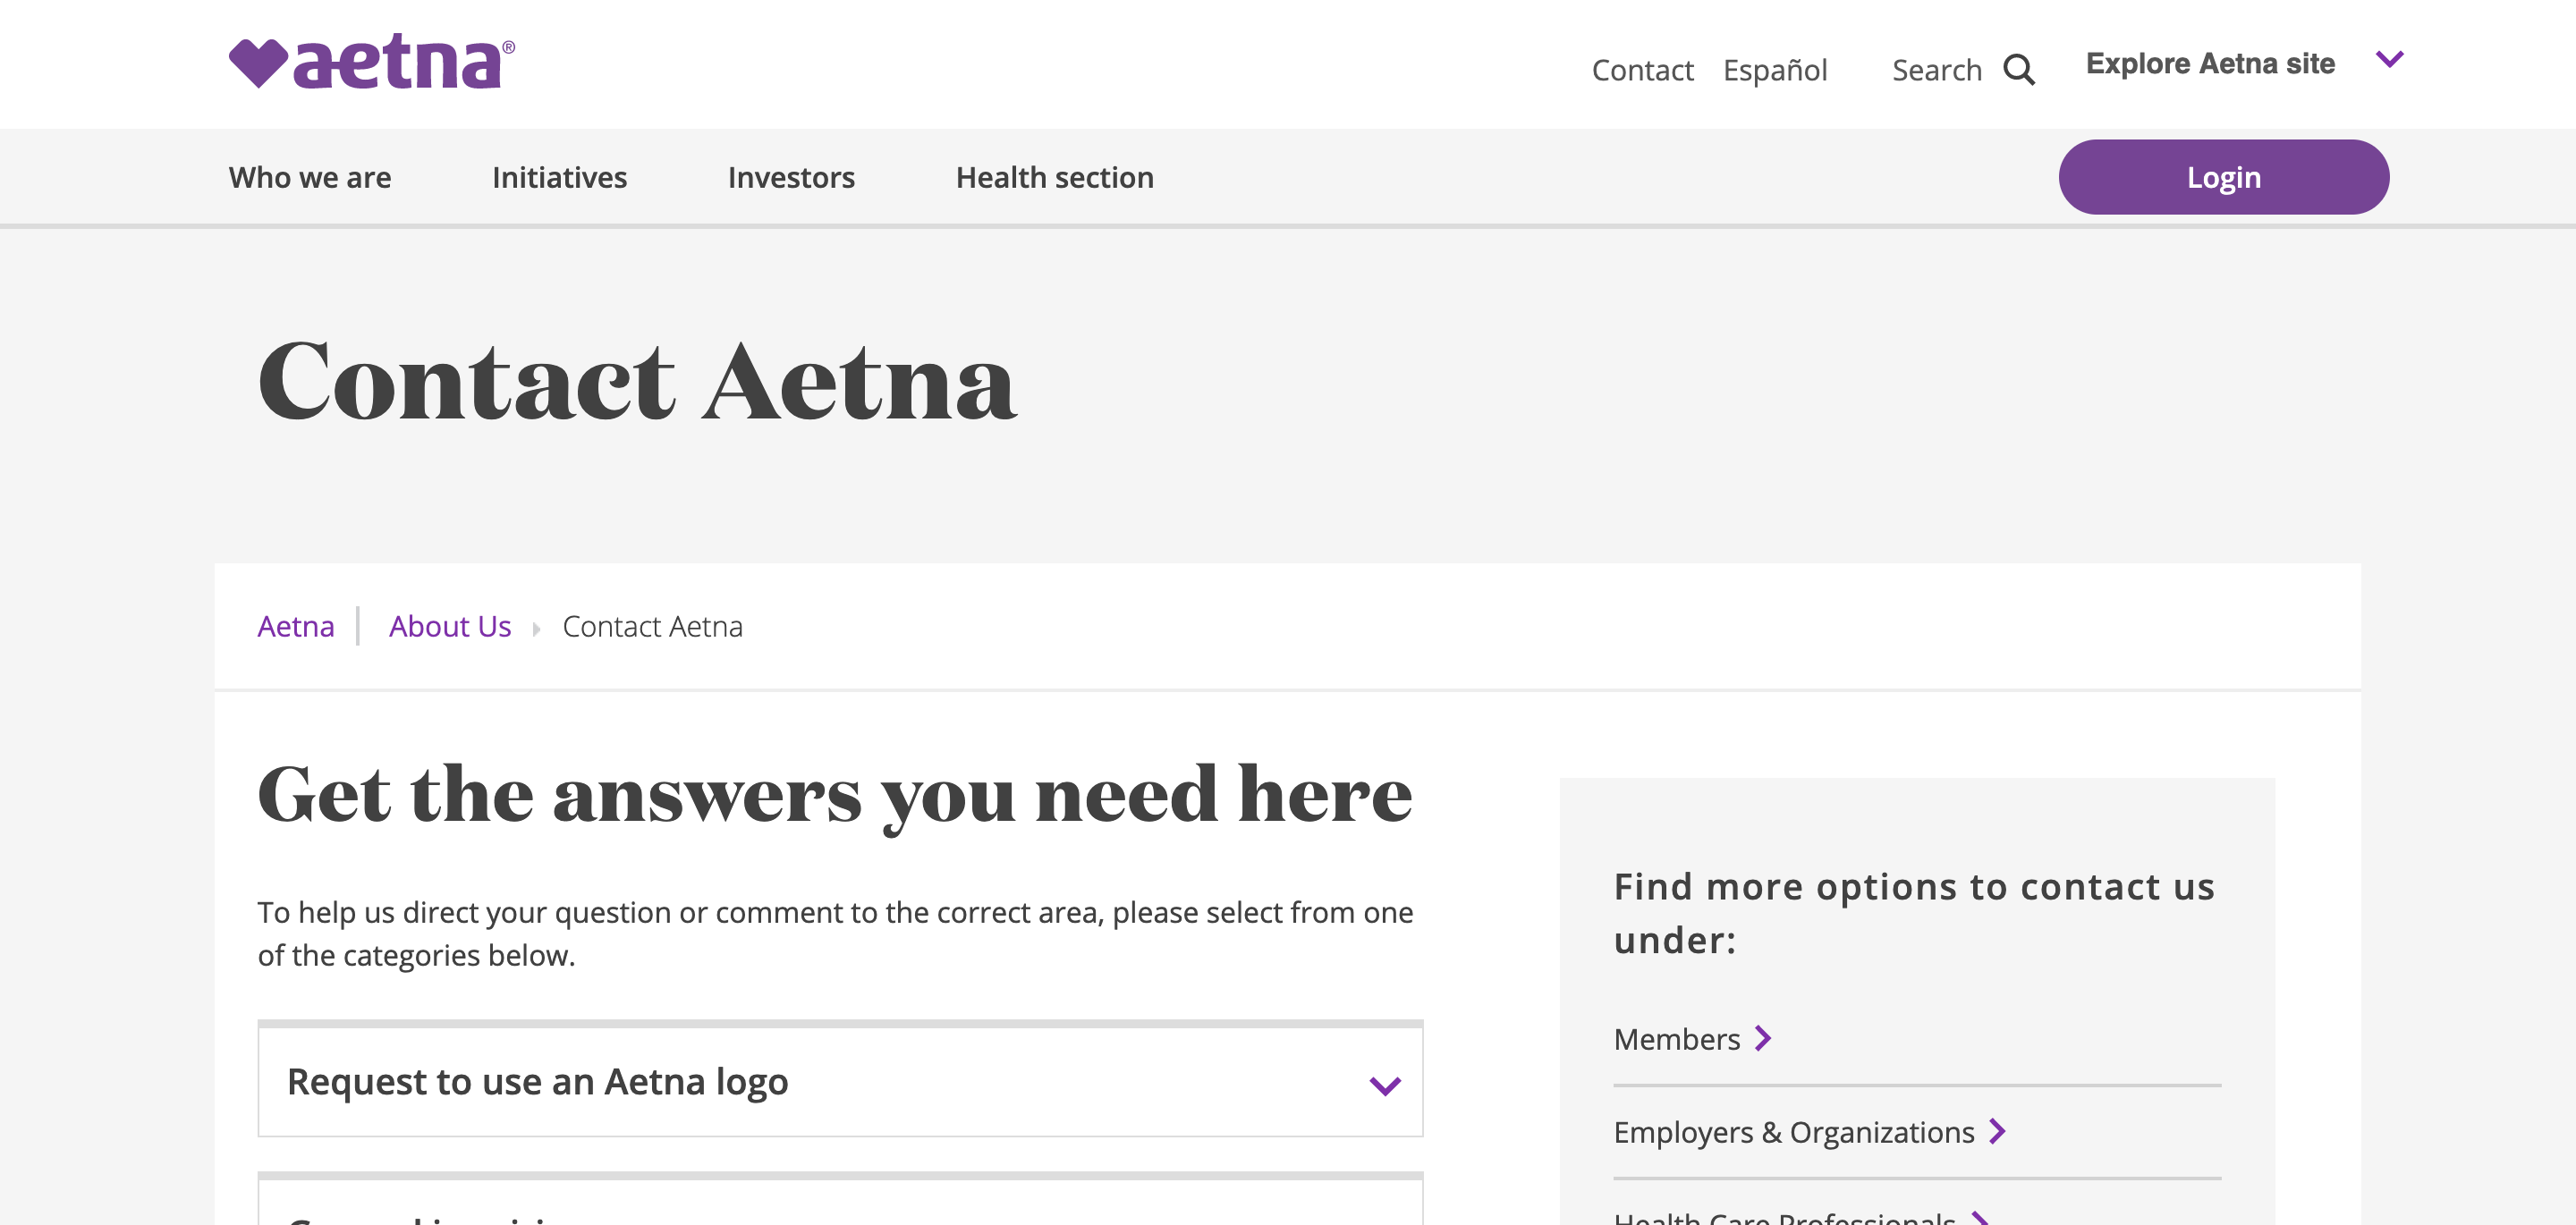 aetna®
Contact Español Search Explore Aetna site
Who we are Initiatives Investors Health section Login
Contact Aetna
Aetna About Us Contact Aetna
Get the answers you need here
To help us direct your question or comment to the correct area, please select from one
of the categories below.
Request to use an Aetna logo
Find more options to contact us
under:
Members
Employers & Organizations
Health Care Professionals